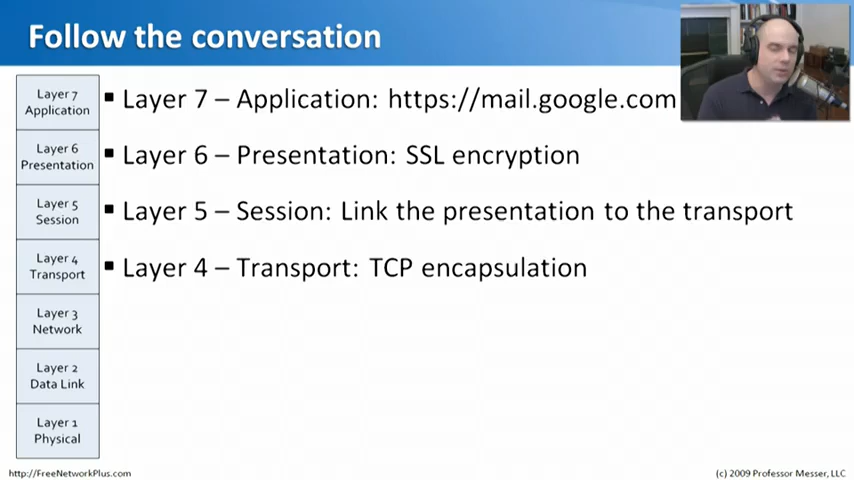 Follow the conversation
Layer 7
Application
Layer 6
Presentation
Layer 5
Session
Layer 4
Transport
Layer 3
Network
Layer 2
Data Link
Layer 1
Physical
▪ Layer 7 – Application: https://mail.google.com
▪ Layer 6 – Presentation: SSL encryption
▪ Layer 5 – Session: Link the presentation to the transport
▪ Layer 4 – Transport: TCP encapsulation
http://FreeNetworkPlus.com
(c) 2009 Professor Messer, LLC